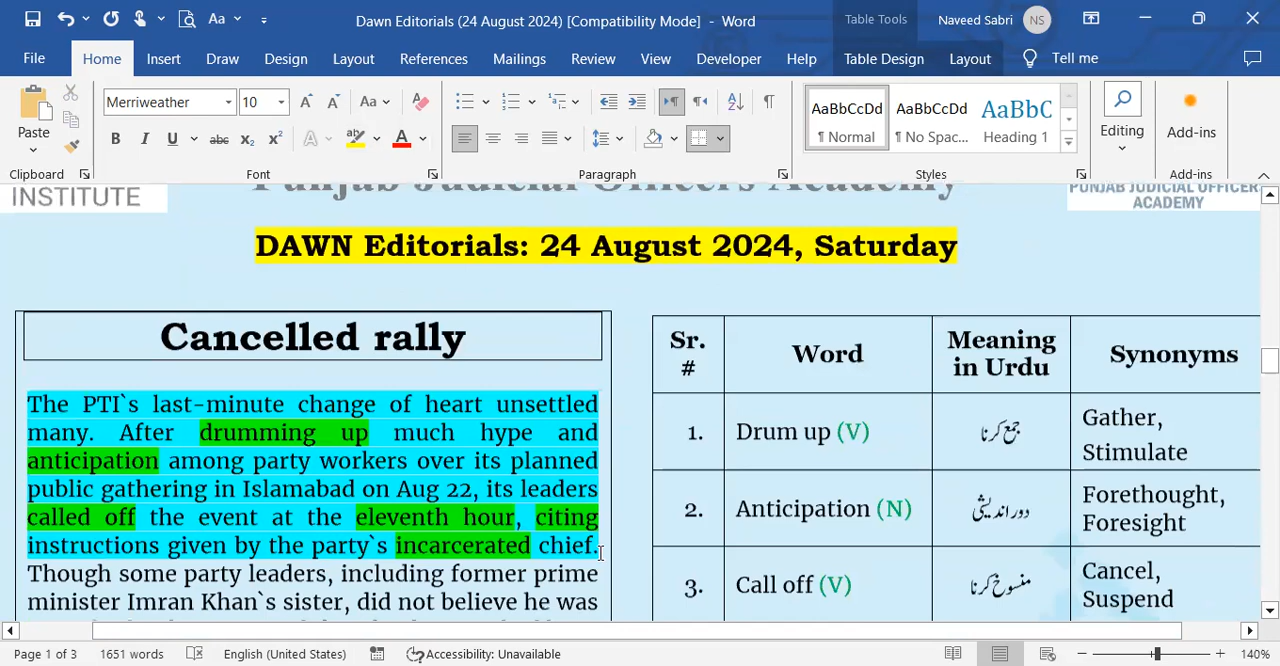 Dawn Editorials (24 August 2024) [Compatibility Mode] - Word
Table Tools
Naveed Sabri
NS
File
Home
Insert
Draw
Design
Layout
References
Mailings
Review
View
Developer
Help
Table Design
Layout
Tell me
Paste
Clipboard
Merriweather
10
Font
Paragraph
AaBbCcDd
¶ Normal
AaBbCcDd
¶ No Spac...
AaBbC
Heading 1
Styles
Editing
Add-ins
Add-ins
INSTITUTE
Punjab Judicial Officers Academy
PUNJAB JUDICIAL OFFICER
ACADEMY
DAWN Editorials: 24 August 2024, Saturday
Cancelled rally
The PTI`s last-minute change of heart unsettled
many. After drumming up much hype and
anticipation among party workers over its planned
public gathering in Islamabad on Aug 22, its leaders
called off the event at the eleventh hour, citing
instructions given by the party`s incarcerated chief.
Though some party leaders, including former prime
minister Imran Khan`s sister, did not believe he was
Sr. #
Word
Meaning in Urdu
Synonyms
1.
Drum up (V)
جمع کرنا
Gather,
Stimulate
2.
Anticipation (N)
دور اندیشی
Forethought,
Foresight
3.
Call off (V)
منسوخ کرنا
Cancel,
Suspend
Page 1 of 3
1651 words
English (United States)
Accessibility: Unavailable
140%